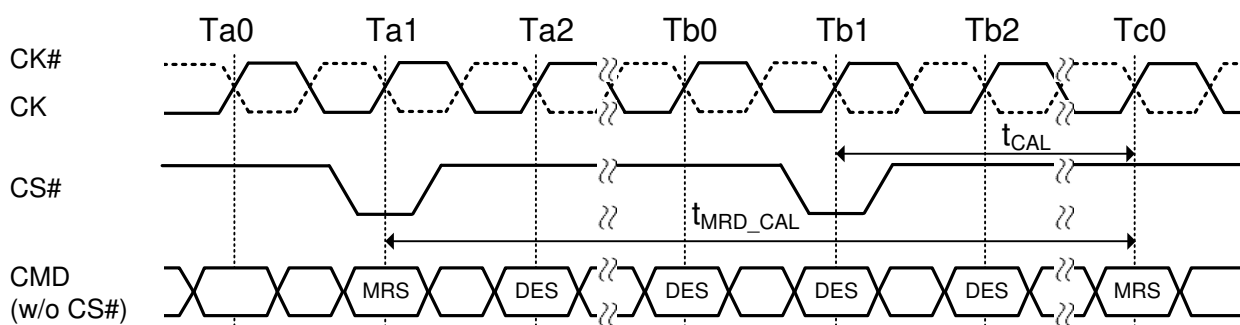 Ta0 Ta1 Ta2 Tb0 Tb1 Tb2 Tc0
CK#
CK
tCAL
CS#
tMRD_CAL
CMD
(w/o CS#)
MRS DES DES DES DES MRS